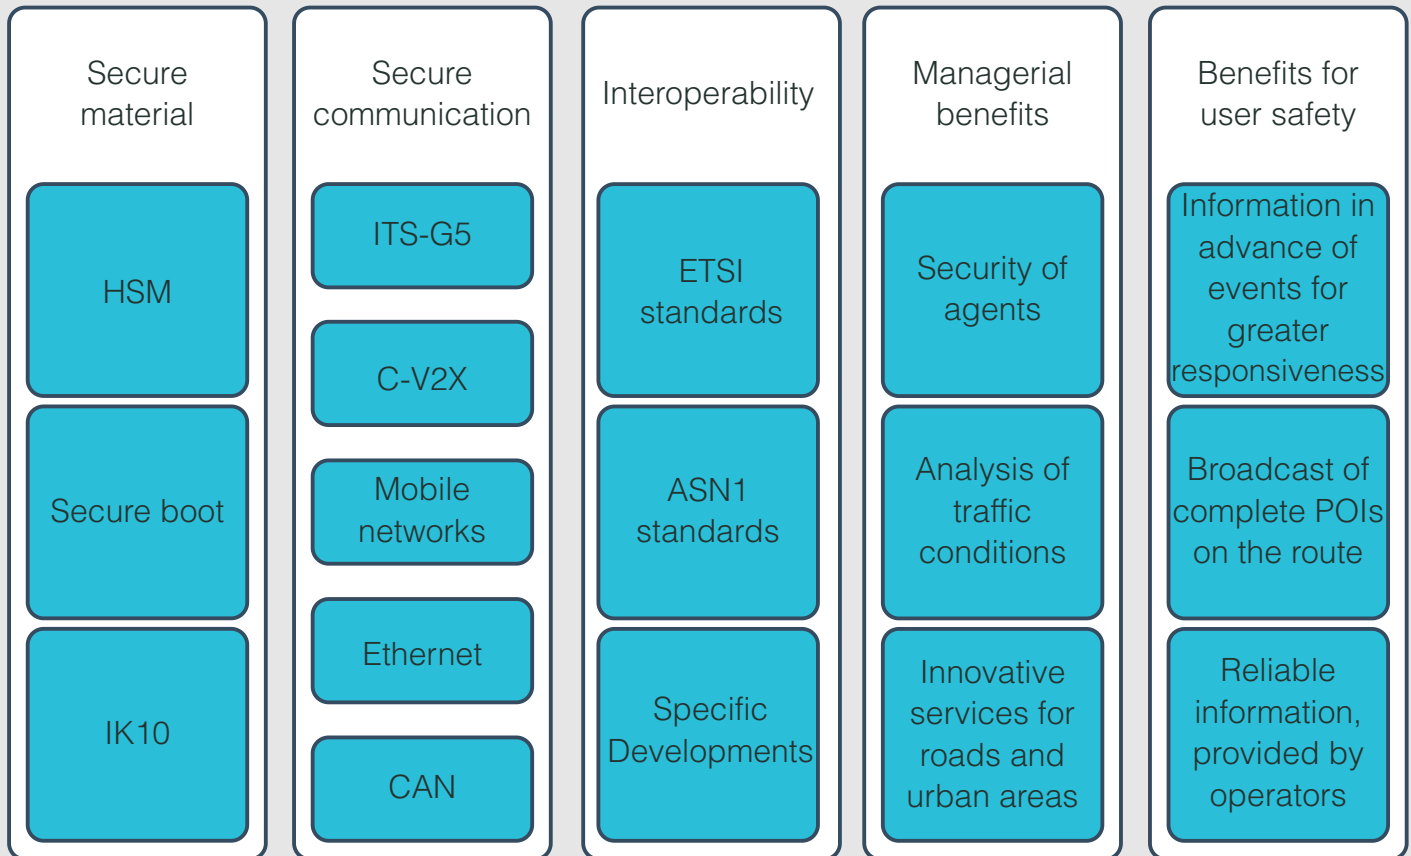 Secure
material
HSM
Secure boot
IK10
Secure
communication
ITS-G5
C-V2X
Mobile
networks
Ethernet
CAN
Interoperability
ETSI
standards
ASN1
standards
Specific
Developments
Managerial
benefits
Security of
agents
Analysis of
traffic
conditions
Innovative
services for
roads and
urban areas
Benefits for
user safety
Information in
advance of
events for
greater
responsiveness
Broadcast of
complete POIs
on the route
Reliable
information,
provided by
operators